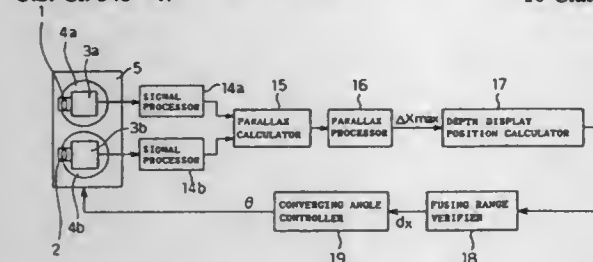 1
4a
3a
5
14a
SIGNAL
PROCESSOR
15
PARALLAX
CALCULATOR
16
PARALLAX
PROCESSOR
ΔXmax
17
DEPTH DISPLAY
POSITION CALCULATOR
3b
SIGNAL
PROCESSOR
14b
2
4b
θ
CONVERGING ANGLE
CONTROLLER
19
dx
FUSING RANGE
VERIFIER
18